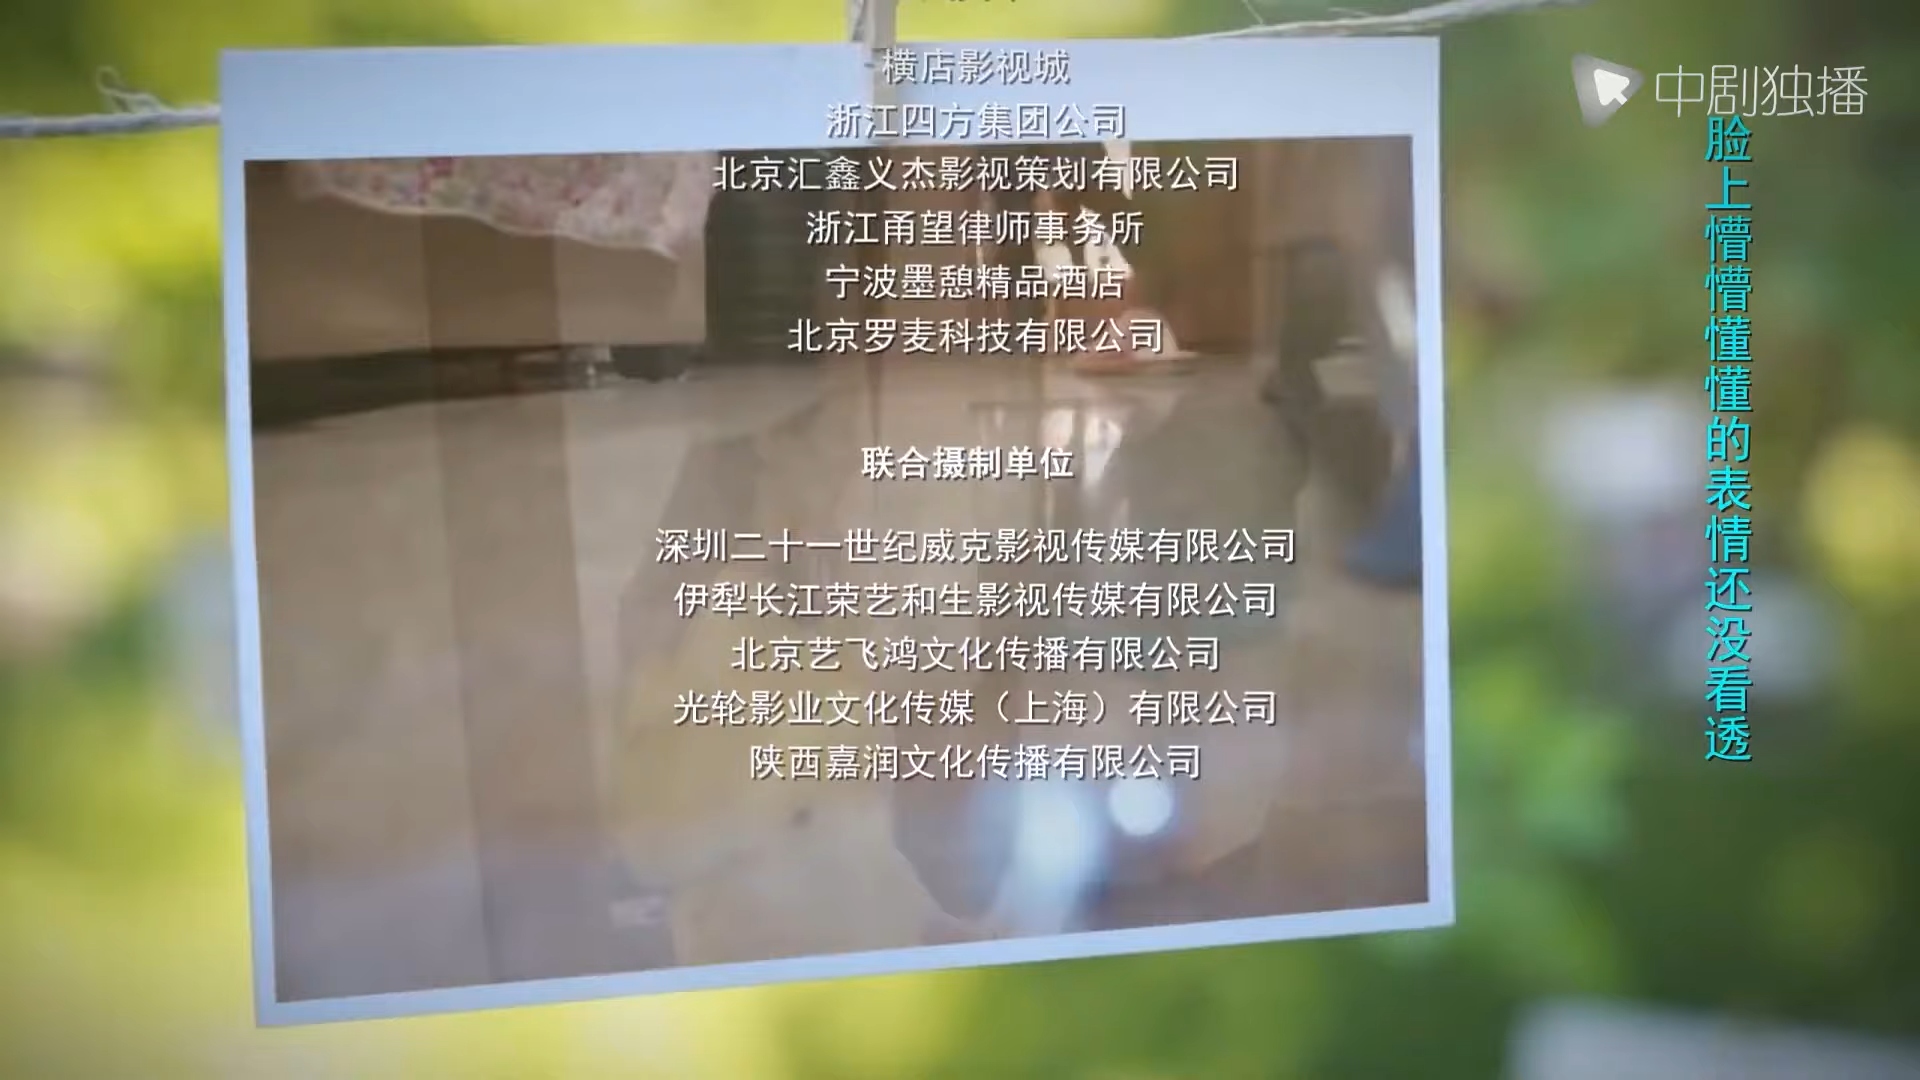 横店影视城
浙江四方集团公司
北京汇鑫义杰影视策划有限公司
浙江甬望律师事务所
宁波墨憩精品酒店
北京罗麦科技有限公司
联合摄制单位
深圳二十一世纪威克影视传媒有限公司
伊犁长江荣艺和生影视传媒有限公司
北京艺飞鸿文化传播有限公司
光轮影业文化传媒（上海）有限公司
陕西嘉润文化传播有限公司
中剧独播
脸上懵懵懂懂的表情还没看透